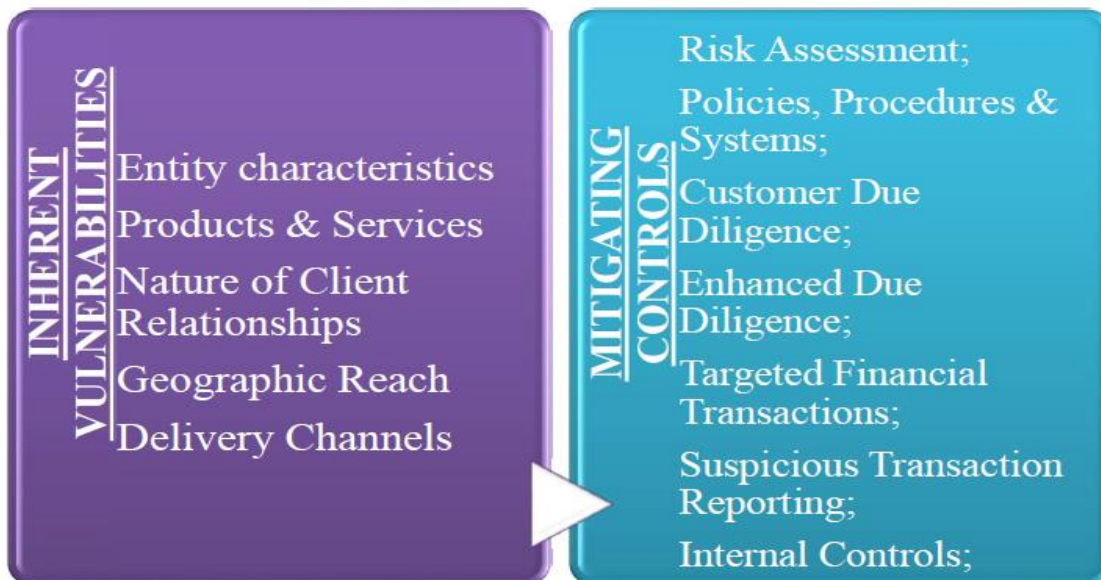 INHERENT
VULNERABILITIES
Entity characteristics
Products & Services
Nature of Client
Relationships
Geographic Reach
Delivery Channels
MITIGATING
CONTROLS
Risk Assessment;
Policies, Procedures &
Systems;
Customer Due
Diligence;
Enhanced Due
Diligence;
Targeted Financial
Transactions;
Suspicious Transaction
Reporting;
Internal Controls;